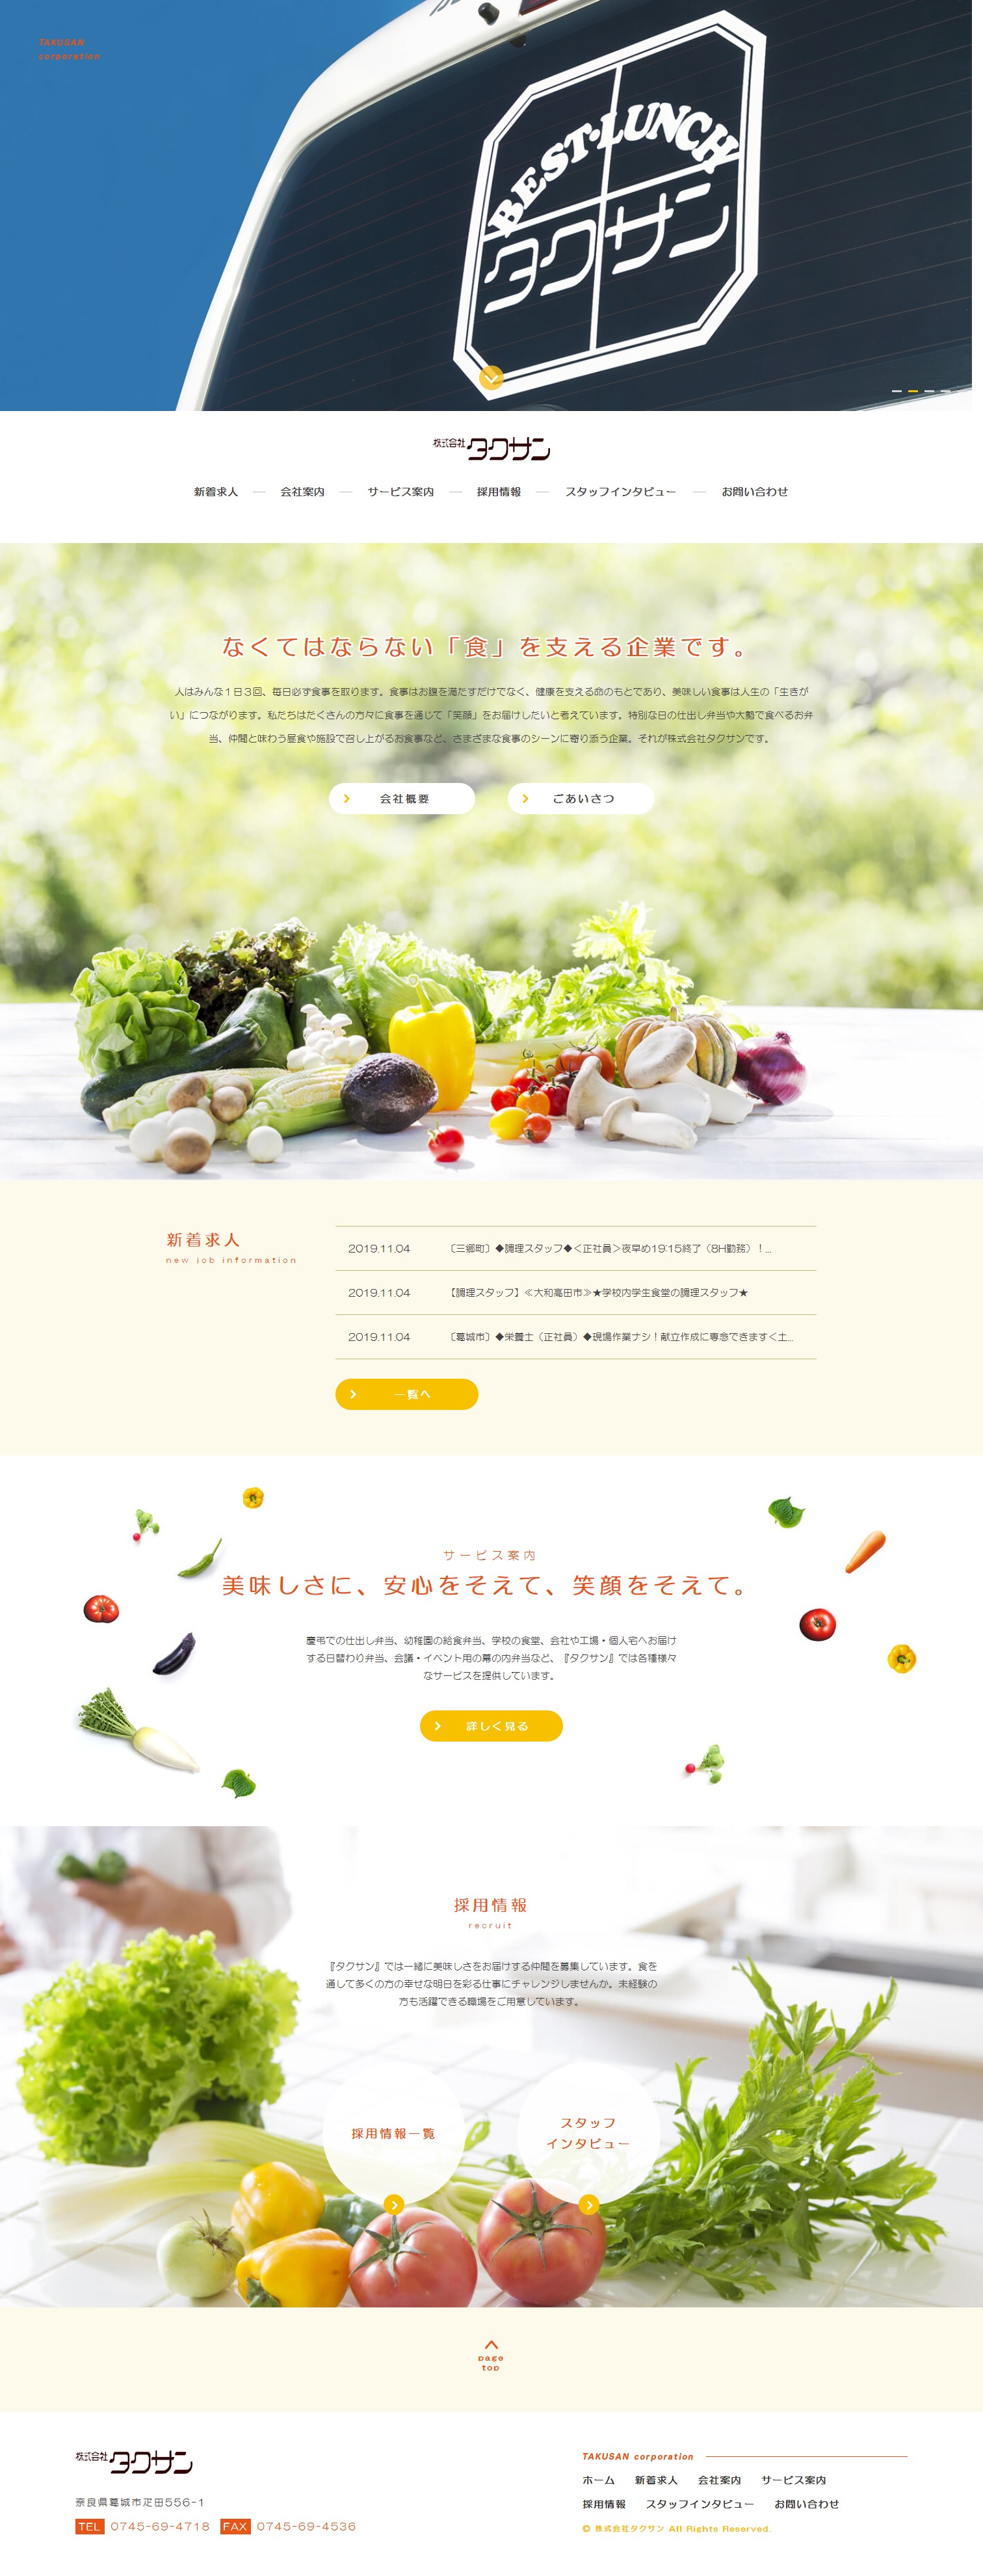 TAKUSAN
corporation
BEST・LUNCH
タクサン
株式会社タクサン
新着求人 会社案内 サービス案内 採用情報 スタッフインタビュー お問い合わせ
なくてはならない「食」を支える企業です。
人はみんな1日3回、毎日必ず食事を取ります。食事はお腹を満たすだけでなく、健康を支える命のもとであり、美味しい食事は人生の「生きが
い」につながります。私たちはたくさんの方々に食事を通じて「笑顔」をお届けしたいと考えています。特別な日の仕出し弁当や大勢で食べるお弁
当、仲間と味わう昼食や施設で召し上がるお食事など、さまざまな食事のシーンに寄り添う企業。それが株式会社タクサンです。
会社概要 ごあいさつ
新着求人
new job information
2019.11.04 〔三郷町〕◆調理スタッフ◆＜正社員＞夜早め19:15終了（8H勤務）！...
2019.11.04 【調理スタッフ】≪大和高田市≫★学校内学生食堂の調理スタッフ★
2019.11.04 〔葛城市〕◆栄養士（正社員）◆現場作業ナシ！献立作成に専念できます＜土...
一覧へ
サービス案内
美味しさに、安心をそえて、笑顔をそえて。
慶弔での仕出し弁当、幼稚園の給食弁当、学校の食堂、会社や工場・個人宅へお届け
する日替わり弁当、会議・イベント用の幕の内弁当など、『タクサン』では各種様々
なサービスを提供しています。
詳しく見る
採用情報
recruit
『タクサン』では一緒に美味しさをお届けする仲間を募集しています。食を
通して多くの方の幸せな明日を彩る仕事にチャレンジしませんか。未経験の
方も活躍できる職場をご用意しています。
採用情報一覧
スタッフ
インタビュー
page
top
株式会社タクサン
奈良県葛城市疋田556-1
TEL 0745-69-4718 FAX 0745-69-4536
TAKUSAN corporation
ホーム 新着求人 会社案内 サービス案内
採用情報 スタッフインタビュー お問い合わせ
© 株式会社タクサン All Rights Reserved.